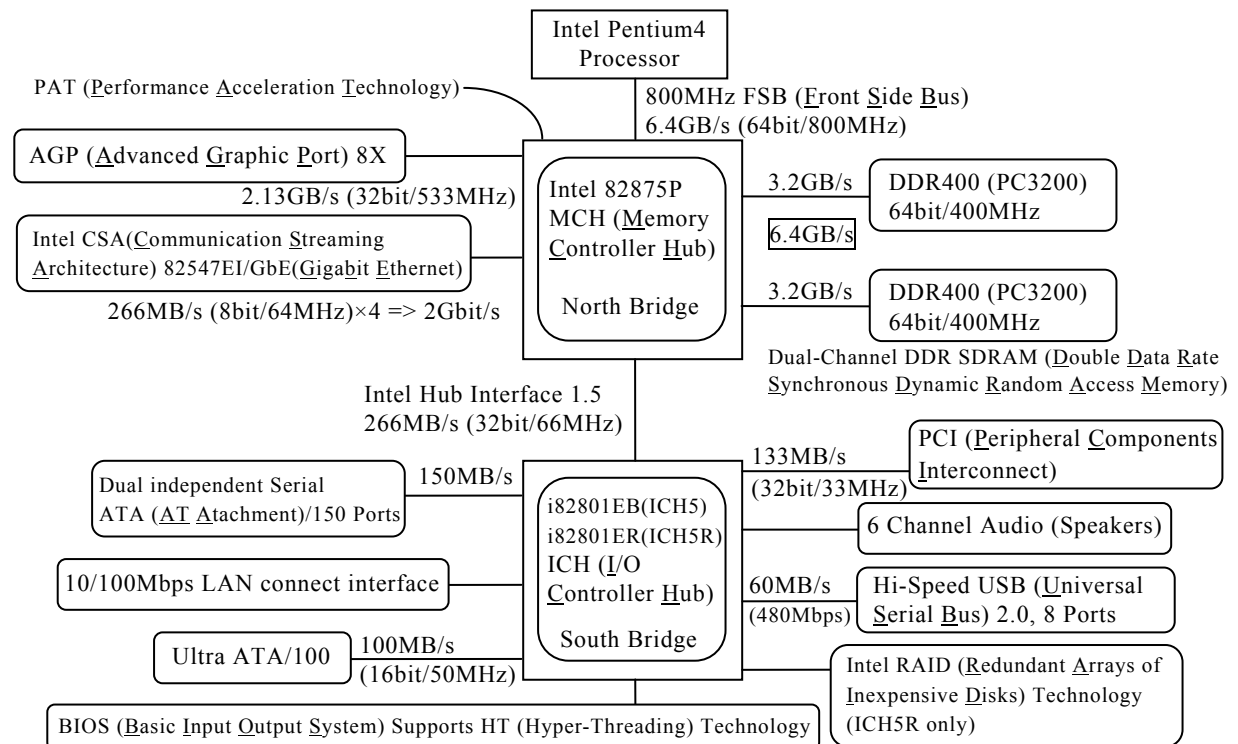 Intel Pentium4
Processor
PAT (Performance Acceleration Technology)
800MHz FSB (Front Side Bus)
6.4GB/s (64bit/800MHz)
AGP (Advanced Graphic Port) 8X
2.13GB/s (32bit/533MHz)
Intel CSA(Communication Streaming
Architecture) 82547EI/GbE(Gigabit Ethernet)
266MB/s (8bit/64MHz)×4 => 2Gbit/s
Intel 82875P
MCH (Memory
Controller Hub)
North Bridge
3.2GB/s
DDR400 (PC3200)
64bit/400MHz
6.4GB/s
3.2GB/s
DDR400 (PC3200)
64bit/400MHz
Dual-Channel DDR SDRAM (Double Data Rate
Synchronous Dynamic Random Access Memory)
Intel Hub Interface 1.5
266MB/s (32bit/66MHz)
Dual independent Serial
ATA (AT Atachment)/150 Ports
150MB/s
10/100Mbps LAN connect interface
Ultra ATA/100
100MB/s
(16bit/50MHz)
i82801EB(ICH5)
i82801ER(ICH5R)
ICH (I/O
Controller Hub)
South Bridge
133MB/s
(32bit/33MHz)
PCI (Peripheral Components
Interconnect)
6 Channel Audio (Speakers)
60MB/s
(480Mbps)
Hi-Speed USB (Universal
Serial Bus) 2.0, 8 Ports
Intel RAID (Redundant Arrays of
Inexpensive Disks) Technology
(ICH5R only)
BIOS (Basic Input Output System) Supports HT (Hyper-Threading) Technology